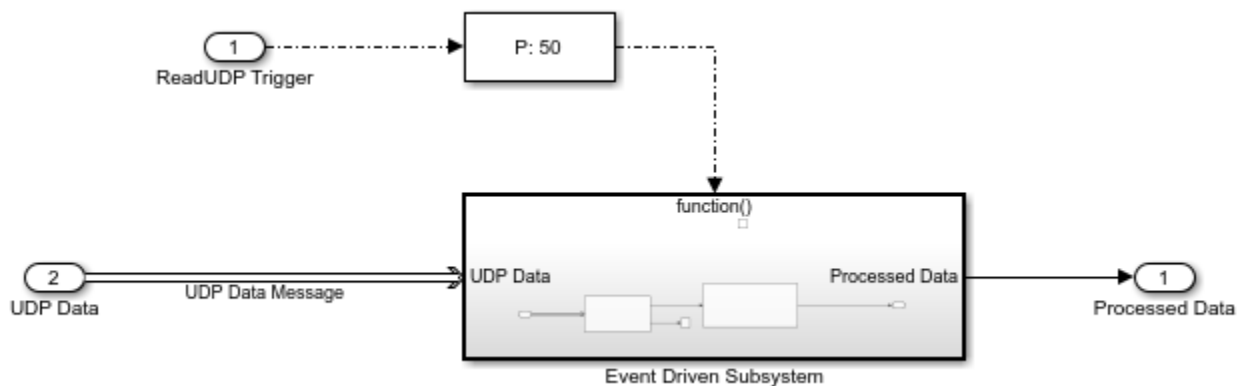 1
P: 50
ReadUDP Trigger
function()
2
UDP Data
Processed Data
1
UDP Data Message
UDP Data
Processed Data
Event Driven Subsystem